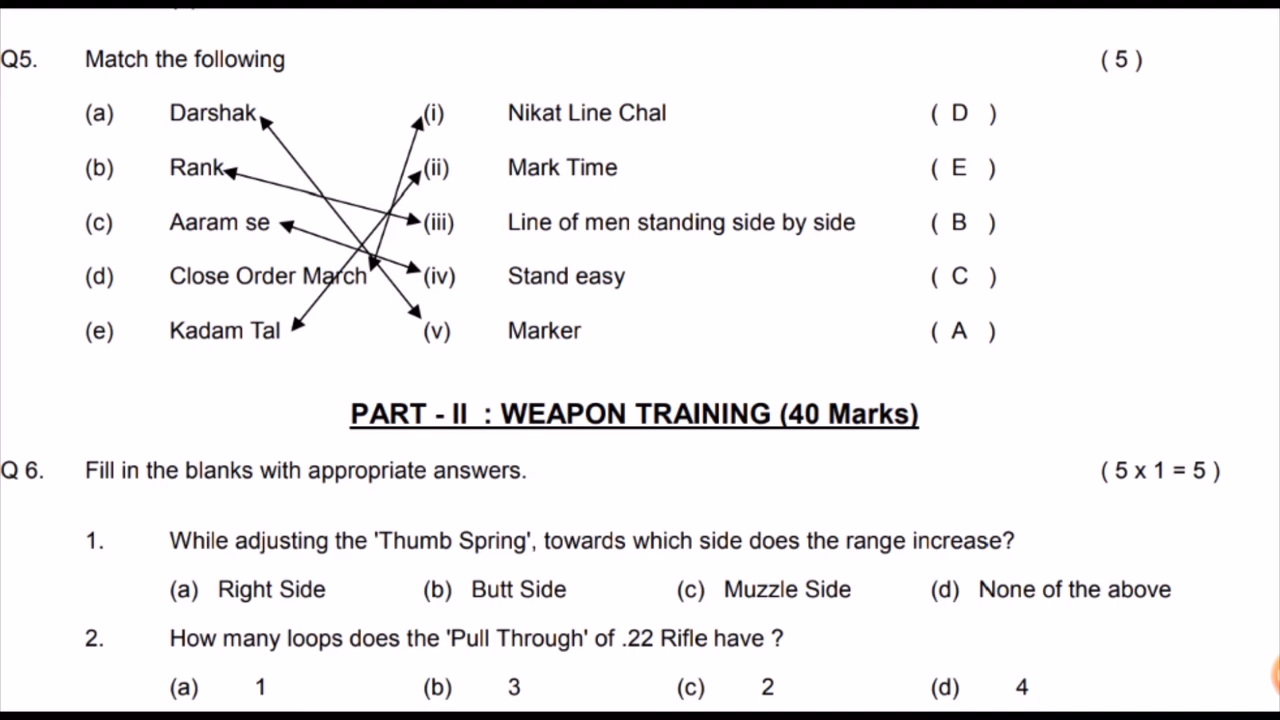 Q5. Match the following ( 5 )
(a) Darshak (i) Nikat Line Chal ( D )
(b) Rank (ii) Mark Time ( E )
(c) Aaram se (iii) Line of men standing side by side ( B )
(d) Close Order March (iv) Stand easy ( C )
(e) Kadam Tal (v) Marker ( A )
PART - II : WEAPON TRAINING (40 Marks)
Q 6. Fill in the blanks with appropriate answers. ( 5 x 1 = 5 )
1. While adjusting the 'Thumb Spring', towards which side does the range increase?
(a) Right Side (b) Butt Side (c) Muzzle Side (d) None of the above
2. How many loops does the 'Pull Through' of .22 Rifle have ?
(a) 1 (b) 3 (c) 2 (d) 4